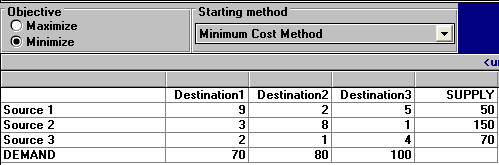 Objective Starting method
Maximize
Minimize Minimum Cost Method
Destination1 Destination2 Destination3 SUPPLY
Source 1 9 2 5 50
Source 2 3 8 1 150
Source 3 2 1 4 70
DEMAND 70 80 100